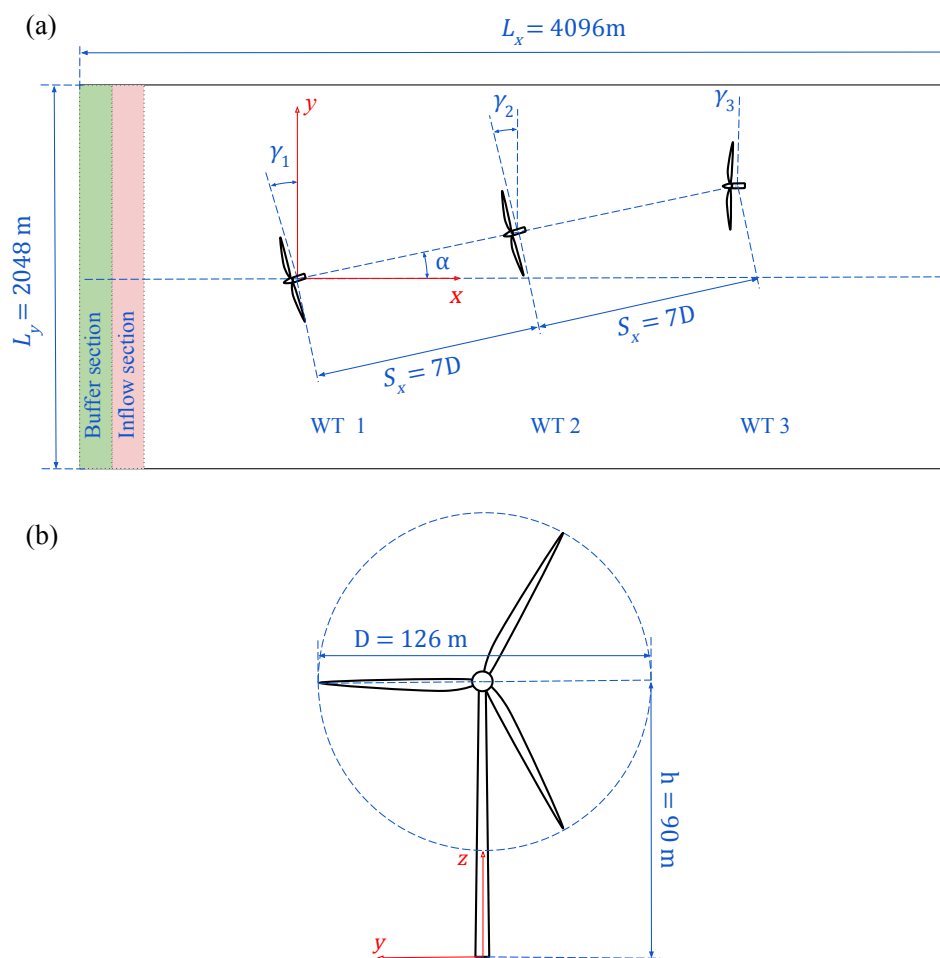 (a)
Lₓ = 4096m
y
γ₁
γ₂
γ₃
α
x
L_y = 2048 m
Buffer section
Inflow section
Sₓ = 7D
Sₓ = 7D
WT 1
WT 2
WT 3
(b)
D = 126 m
h = 90 m
z
y